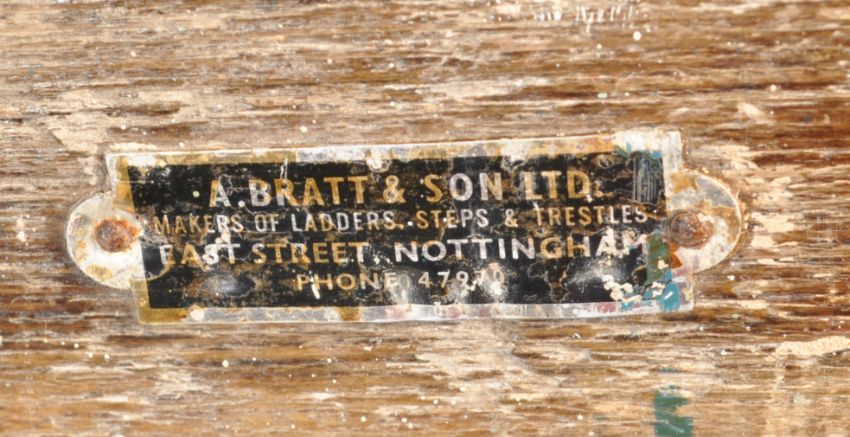 A. BRATT & SON LTD.
MAKERS OF LADDERS. STEPS & TRESTLES
EAST STREET. NOTTINGHAM
PHONE